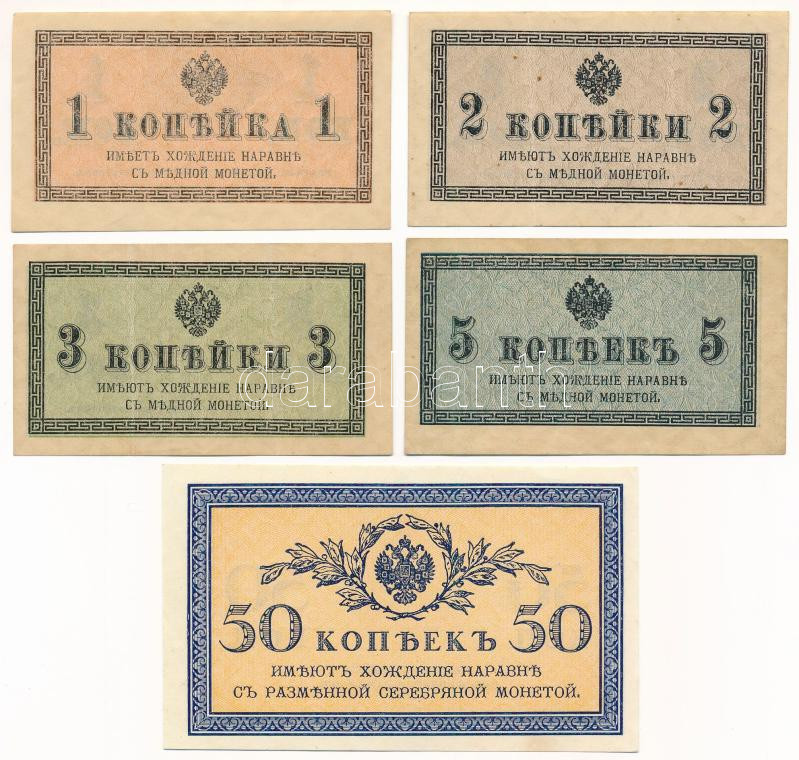 1 КОПѢЙКА 1
ИМѢЕТЪ ХОЖДЕНІЕ НАРАВНѢ
СЪ МѢДНОЙ МОНЕТОЙ.
2 КОПѢЙКИ 2
ИМѢЮТЪ ХОЖДЕНІЕ НАРАВНѢ
СЪ МѢДНОЙ МОНЕТОЙ.
3 КОПѢЙКИ 3
ИМѢЮТЪ ХОЖДЕНІЕ НАРАВНѢ
СЪ МѢДНОЙ МОНЕТОЙ.
5 КОПѢЕКЪ 5
ИМѢЮТЪ ХОЖДЕНІЕ НАРАВНѢ
СЪ МѢДНОЙ МОНЕТОЙ.
darabanth
50 КОПѢЕКЪ 50
ИМѢЮТЪ ХОЖДЕНІЕ НАРАВНѢ
СЪ РАЗМѢННОЙ СЕРЕБРЯНОЙ МОНЕТОЙ.